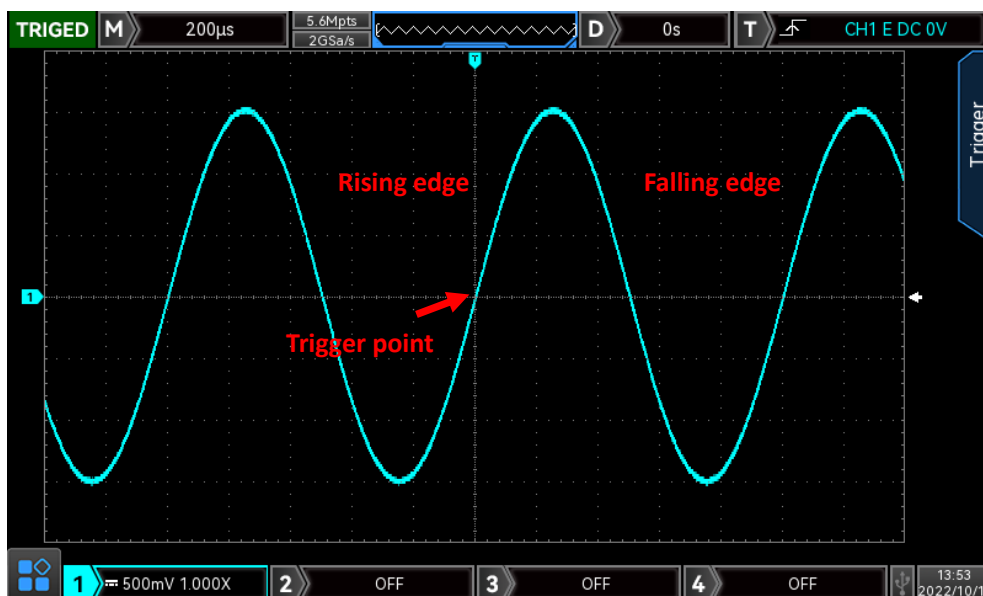 TRIGED M 200μs 5.6Mpts D 0s T CH1 E DC 0V
2GSa/s
T
Trigger
Rising edge Falling edge
1
Trigger point
1 500mV 1.000X 2 OFF 3 OFF 4 OFF 13:53
2022/10/1